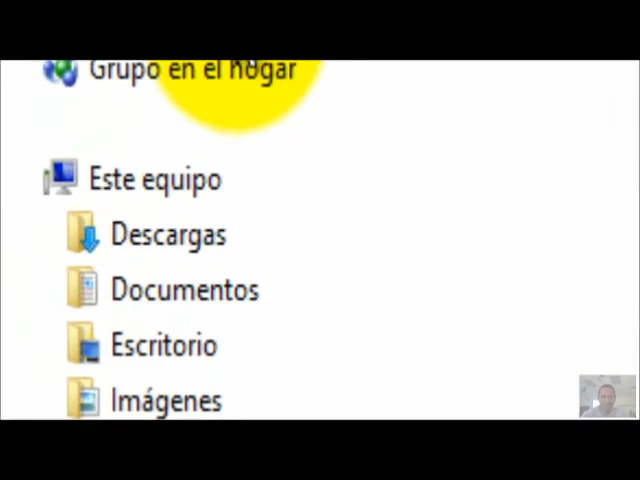 Grupo en el hogar
Este equipo
Descargas
Documentos
Escritorio
Imágenes